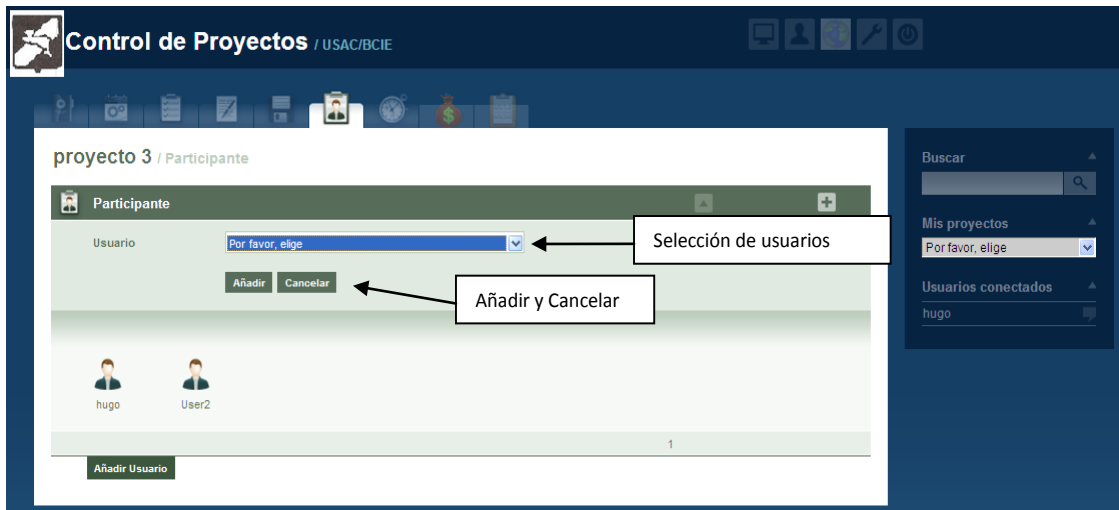 Control de Proyectos / USAC/BCIE
proyecto 3 / Participante
Participante
Usuario
Por favor, elige
Selección de usuarios
Añadir
Cancelar
Añadir y Cancelar
hugo
User2
1
Añadir Usuario
Buscar
Mis proyectos
Por favor, elige
Usuarios conectados
hugo